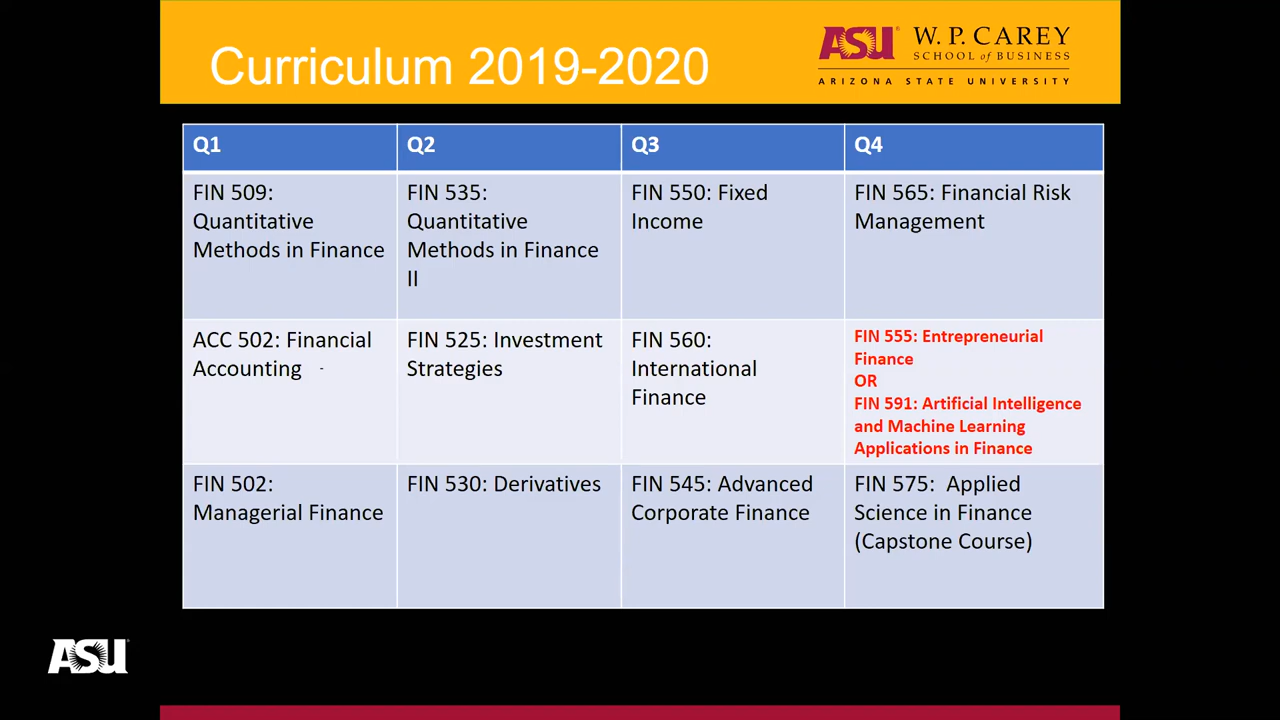 Curriculum 2019-2020
ASU
W. P. CAREY
SCHOOL of BUSINESS
ARIZONA STATE UNIVERSITY
Q1
Q2
Q3
Q4
FIN 509:
Quantitative
Methods in Finance
FIN 535:
Quantitative
Methods in Finance
II
FIN 550: Fixed
Income
FIN 565: Financial Risk
Management
ACC 502: Financial
Accounting
FIN 525: Investment
Strategies
FIN 560:
International
Finance
FIN 555: Entrepreneurial
Finance
OR
FIN 591: Artificial Intelligence
and Machine Learning
Applications in Finance
FIN 502:
Managerial Finance
FIN 530: Derivatives
FIN 545: Advanced
Corporate Finance
FIN 575:  Applied
Science in Finance
(Capstone Course)
ASU